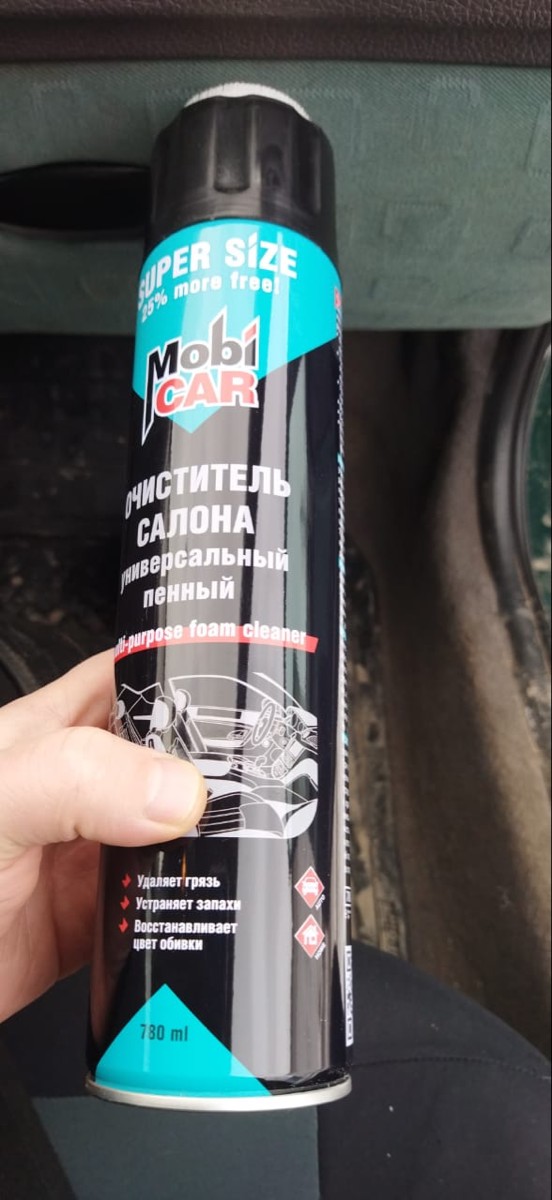 SUPER SIZE
25% more free!
Mobi
CAR
ОЧИСТИТЕЛЬ
САЛОНА
универсальный
пенный
multi-purpose foam cleaner
Удаляет грязь
Устраняет запахи
Восстанавливает
цвет обивки
780 ml